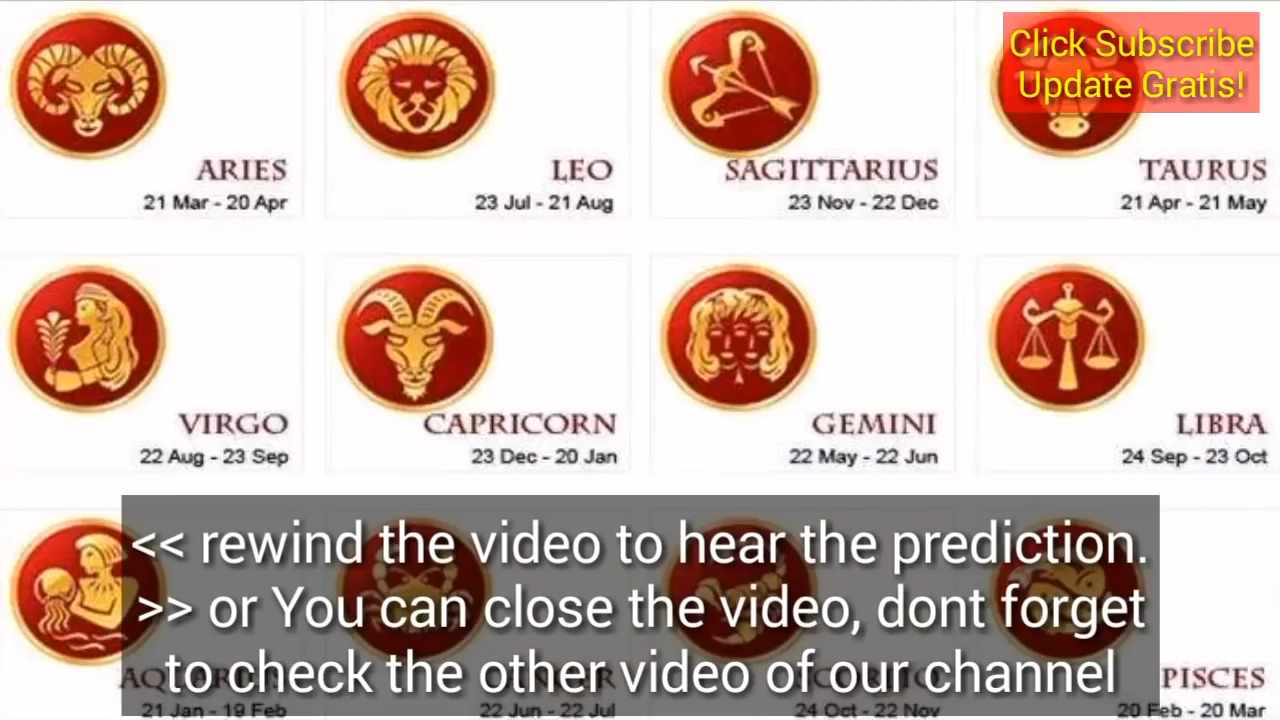 Click Subscribe
Update Gratis!
ARIES
21 Mar - 20 Apr
LEO
23 Jul - 21 Aug
SAGITTARIUS
23 Nov - 22 Dec
TAURUS
21 Apr - 21 May
VIRGO
22 Aug - 23 Sep
CAPRICORN
23 Dec - 20 Jan
GEMINI
22 May - 22 Jun
LIBRA
24 Sep - 23 Oct
<< rewind the video to hear the prediction.
>> or You can close the video, dont forget
to check the other video of our channel
AQUARIUS
21 Jan - 19 Feb
CANCER
22 Jun - 22 Jul
SCORPIO
24 Oct - 22 Nov
PISCES
20 Feb - 20 Mar